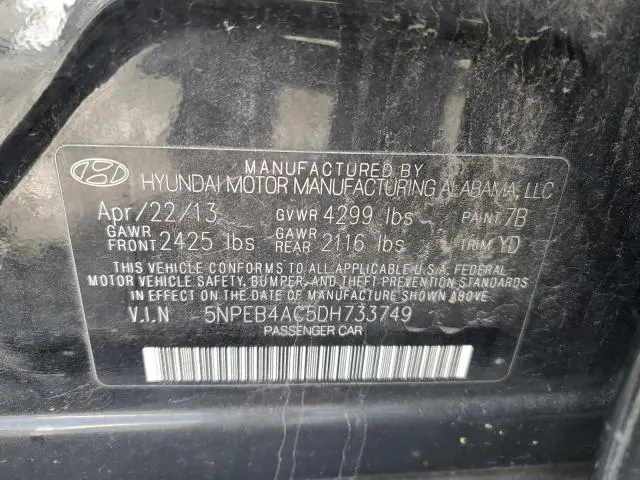 MANUFACTURED BY
HYUNDAI MOTOR MANUFACTURING ALABAMA, LLC
Apr/22/13 GVWR 4299 lbs PAINT 7B
GAWR FRONT 2425 lbs GAWR REAR 2116 lbs TRIM YD
THIS VEHICLE CONFORMS TO ALL APPLICABLE U.S.A. FEDERAL
MOTOR VEHICLE SAFETY, BUMPER, AND THEFT PREVENTION STANDARDS
IN EFFECT ON THE DATE OF MANUFACTURE SHOWN ABOVE.
V.I.N 5NPEB4AC5DH733749
PASSENGER CAR